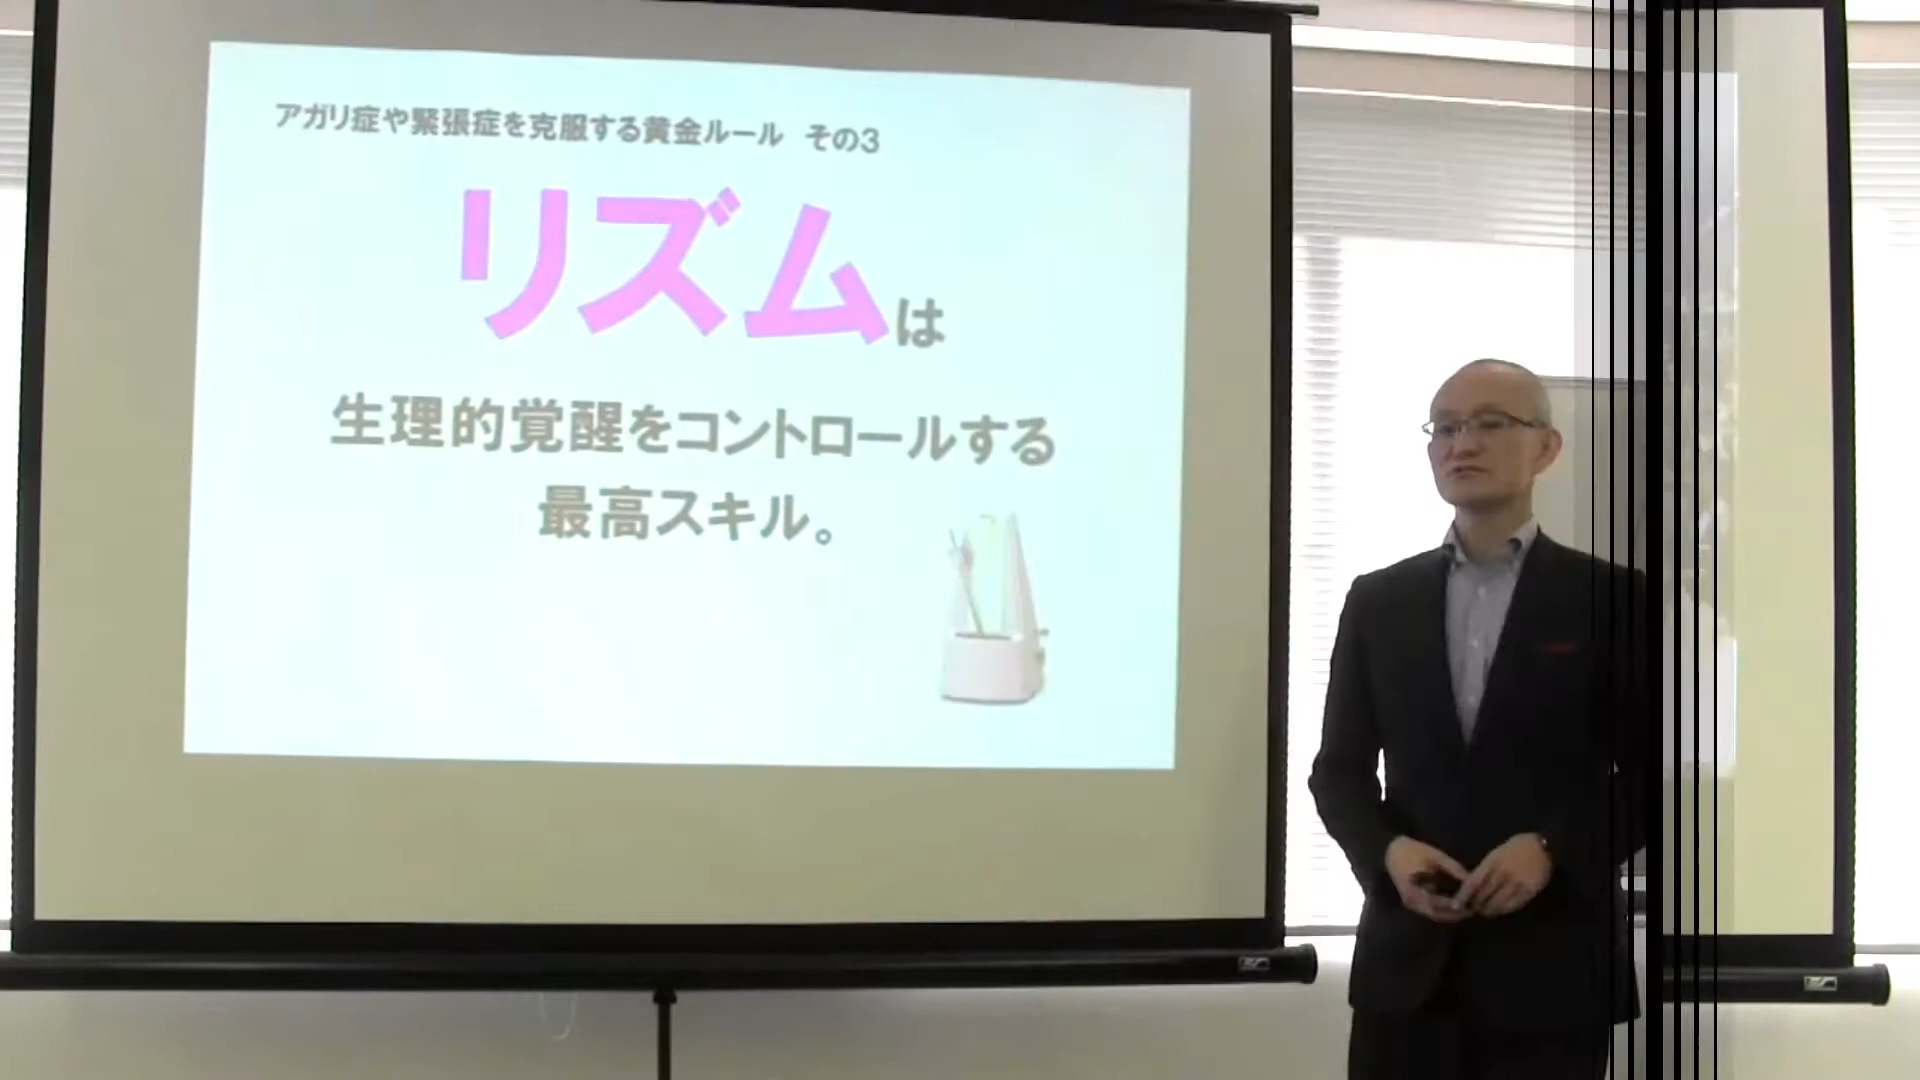 アガリ症や緊張症を克服する黄金ルール その3
リズムは
生理的覚醒をコントロールする
最高スキル。